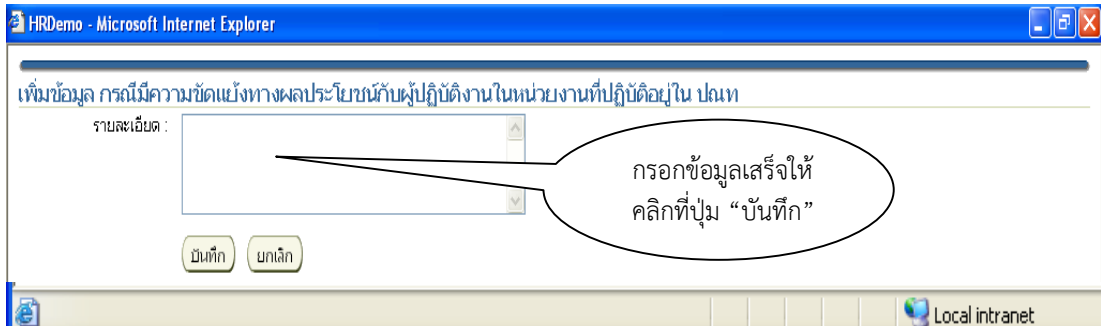 HRDemo - Microsoft Internet Explorer
เพิ่มข้อมูล กรณีมีความขัดแย้งทางผลประโยชน์กับผู้ปฏิบัติงานในหน่วยงานที่ปฏิบัติอยู่ใน ปณท
รายละเอียด :
กรอกข้อมูลเสร็จให้
คลิกที่ปุ่ม “บันทึก”
บันทึก ยกเลิก
Local intranet